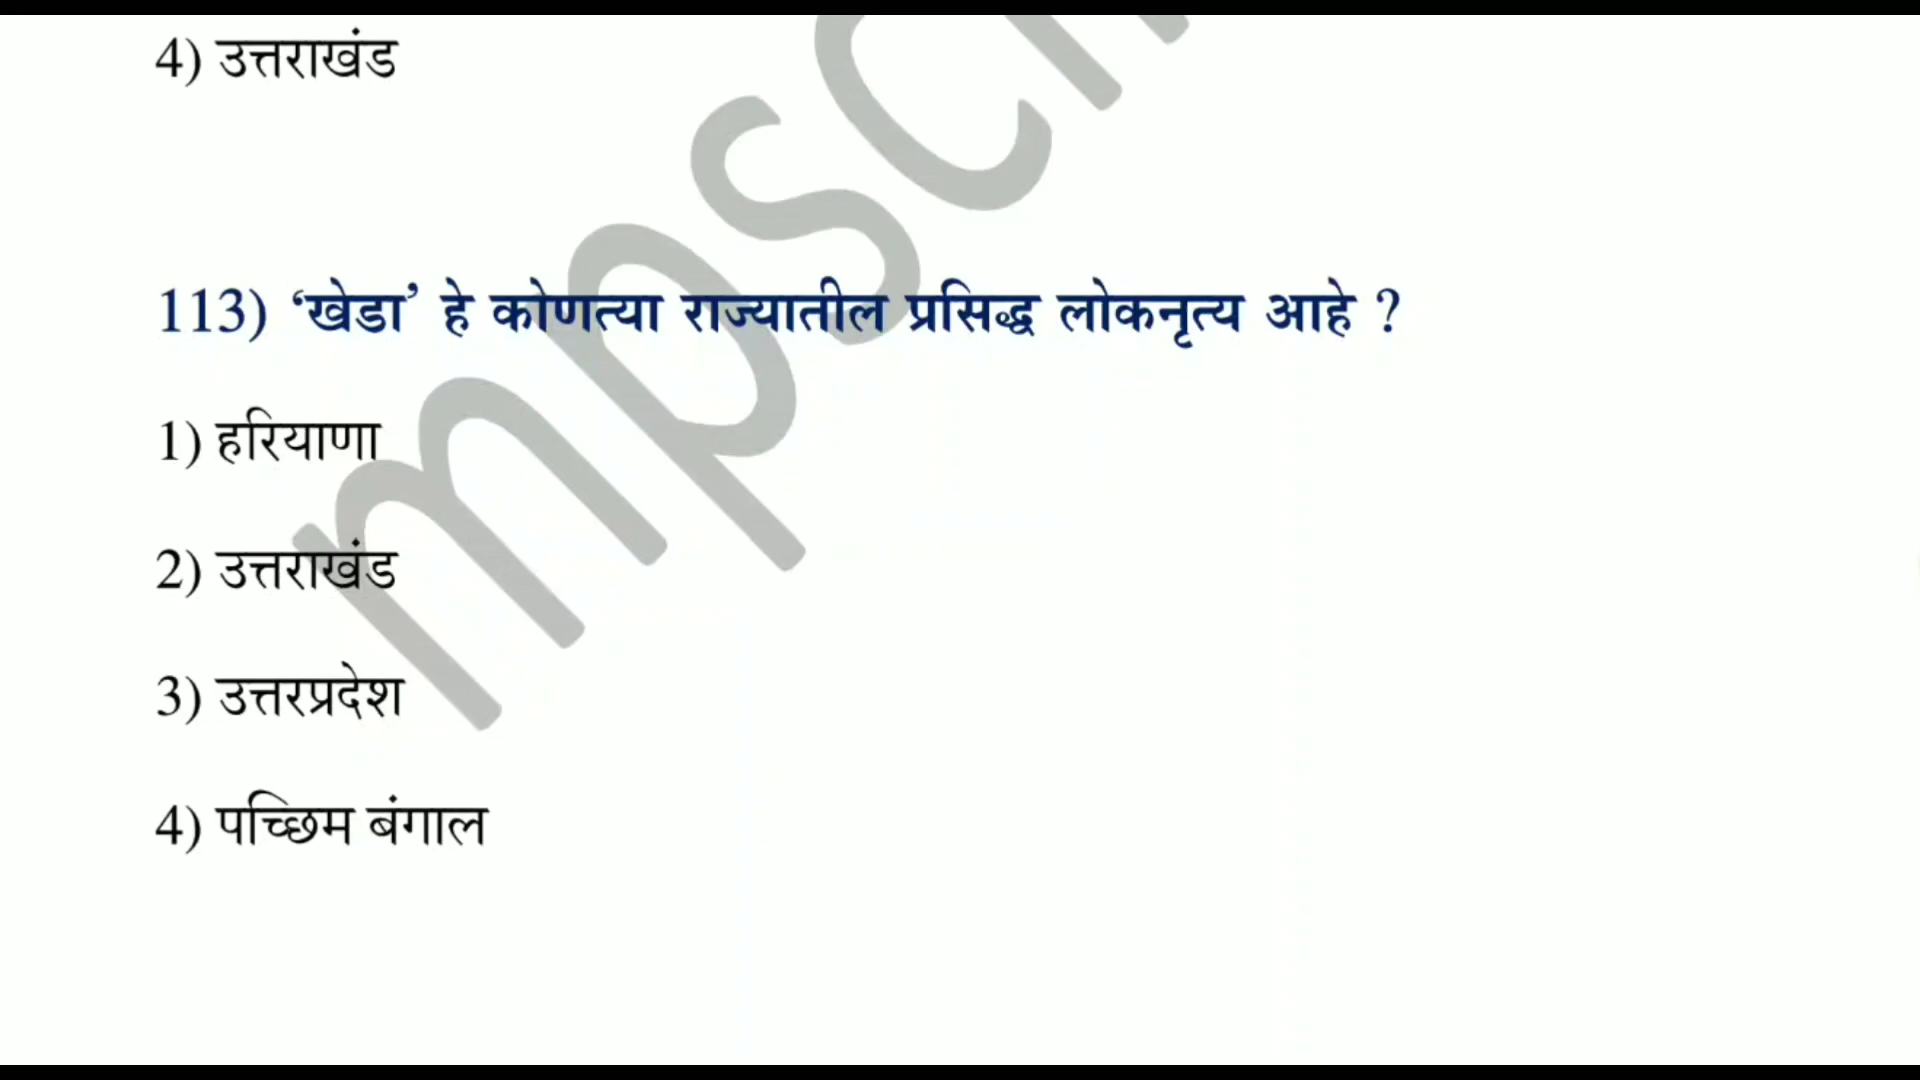 4) उत्तराखंड
113) ‘खेडा’ हे कोणत्या राज्यातील प्रसिद्ध लोकनृत्य आहे ?
1) हरियाणा
2) उत्तराखंड
3) उत्तरप्रदेश
4) पच्छिम बंगाल